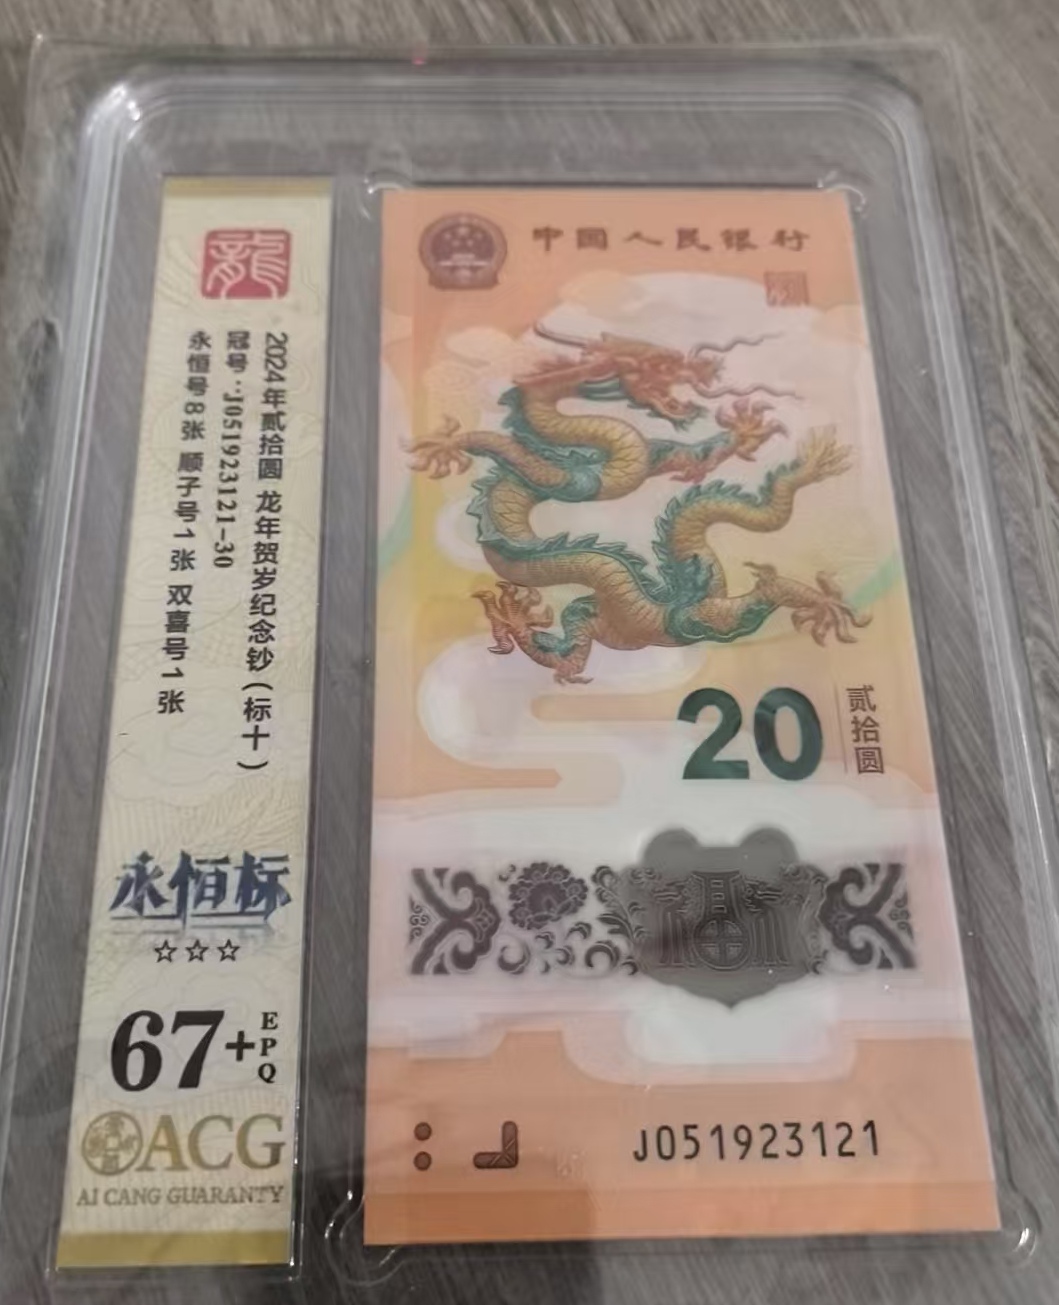 龍
2024年贰拾圆 龙年贺岁纪念钞(标十)
冠号:J051923121-30
永恒号8张 顺子号1张 双喜号1张
永恒标
☆☆☆
67+EPQ
ACG
AI CANG GUARANTY
中国人民银行
20
贰拾圆
J051923121